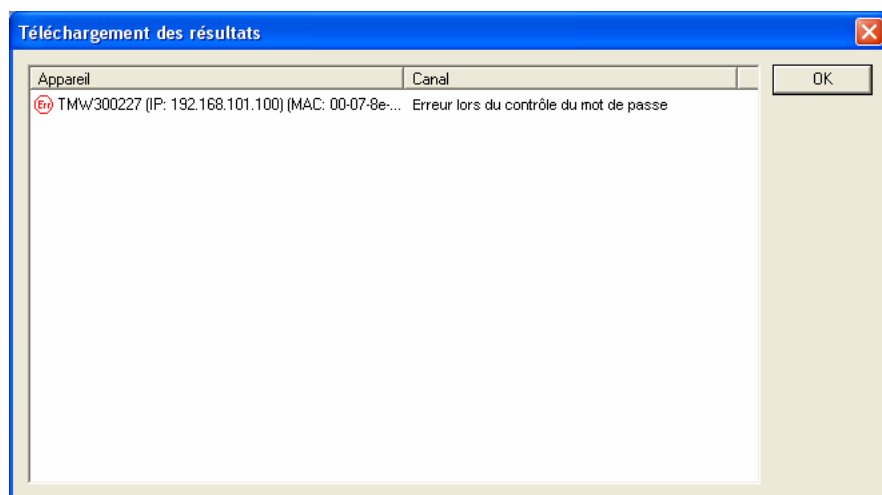 Téléchargement des résultats
Appareil Canal
OK
Err TMW300227 (IP: 192.168.101.100) (MAC: 00-07-8e-... Erreur lors du contrôle du mot de passe